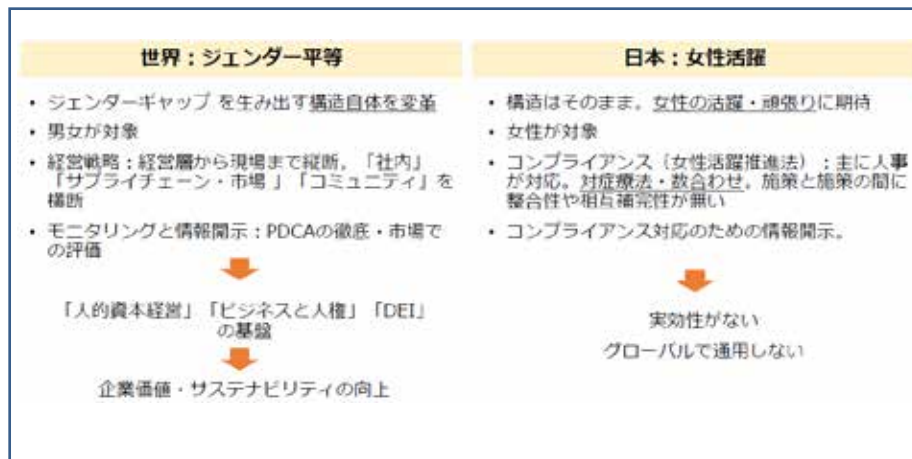 世界：ジェンダー平等
・ ジェンダーギャップ を生み出す構造自体を変革
・ 男女が対象
・ 経営戦略：経営層から現場まで縦断。「社内」
「サプライチェーン・市場 」「コミュニティ」を
横断
・ モニタリングと情報開示：PDCAの徹底・市場で
の評価
「人的資本経営」「ビジネスと人権」「DEI」
の基盤
企業価値・サステナビリティの向上
日本：女性活躍
・ 構造はそのまま。女性の活躍・頑張りに期待
・ 女性が対象
・ コンプライアンス（女性活躍推進法）：主に人事
が対応。対症療法・数合わせ。施策と施策の間に
整合性や相互補完性が無い
・ コンプライアンス対応のための情報開示。
実効性がない
グローバルで通用しない